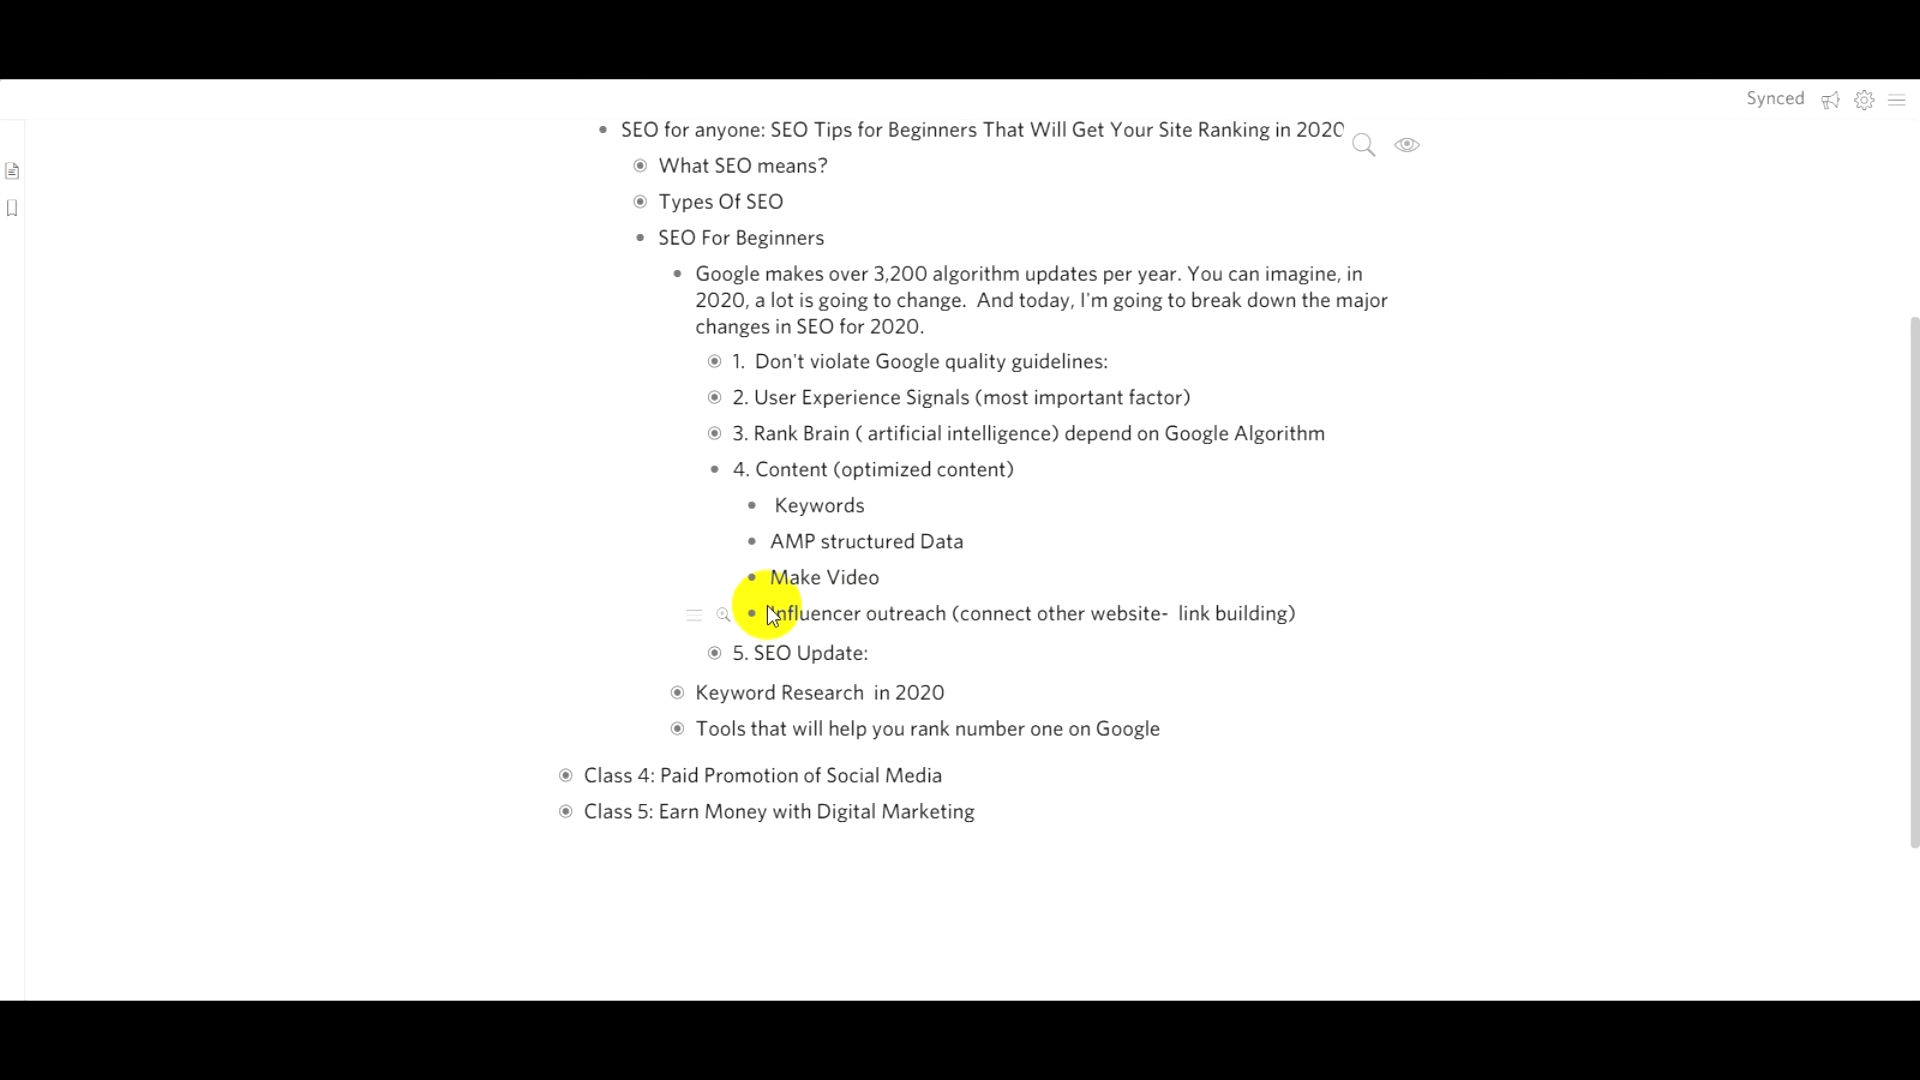 Synced
SEO for anyone: SEO Tips for Beginners That Will Get Your Site Ranking in 2020
What SEO means?
Types Of SEO
SEO For Beginners
Google makes over 3,200 algorithm updates per year. You can imagine, in
2020, a lot is going to change.  And today, I'm going to break down the major
changes in SEO for 2020.
1.  Don't violate Google quality guidelines:
2. User Experience Signals (most important factor)
3. Rank Brain ( artificial intelligence) depend on Google Algorithm
4. Content (optimized content)
Keywords
AMP structured Data
Make Video
Influencer outreach (connect other website-  link building)
5. SEO Update:
Keyword Research  in 2020
Tools that will help you rank number one on Google
Class 4: Paid Promotion of Social Media
Class 5: Earn Money with Digital Marketing